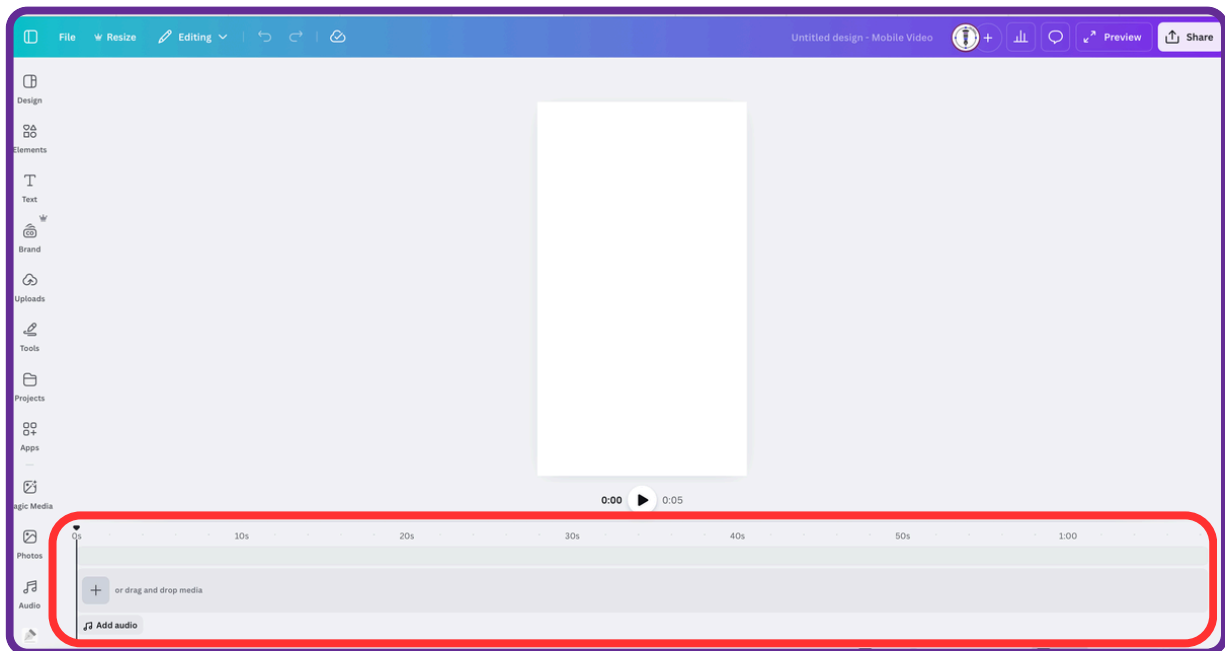 File Resize Editing Untitled design - Mobile Video Preview Share
Design
Elements
Text
Brand
Uploads
Tools
Projects
Apps
agic Media
Photos
Audio
0:00 0:05
0s 10s 20s 30s 40s 50s 1:00
or drag and drop media
Add audio